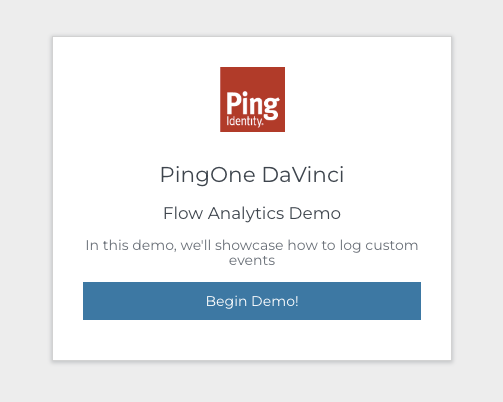 Ping
Identity.
PingOne DaVinci
Flow Analytics Demo
In this demo, we'll showcase how to log custom
events
Begin Demo!